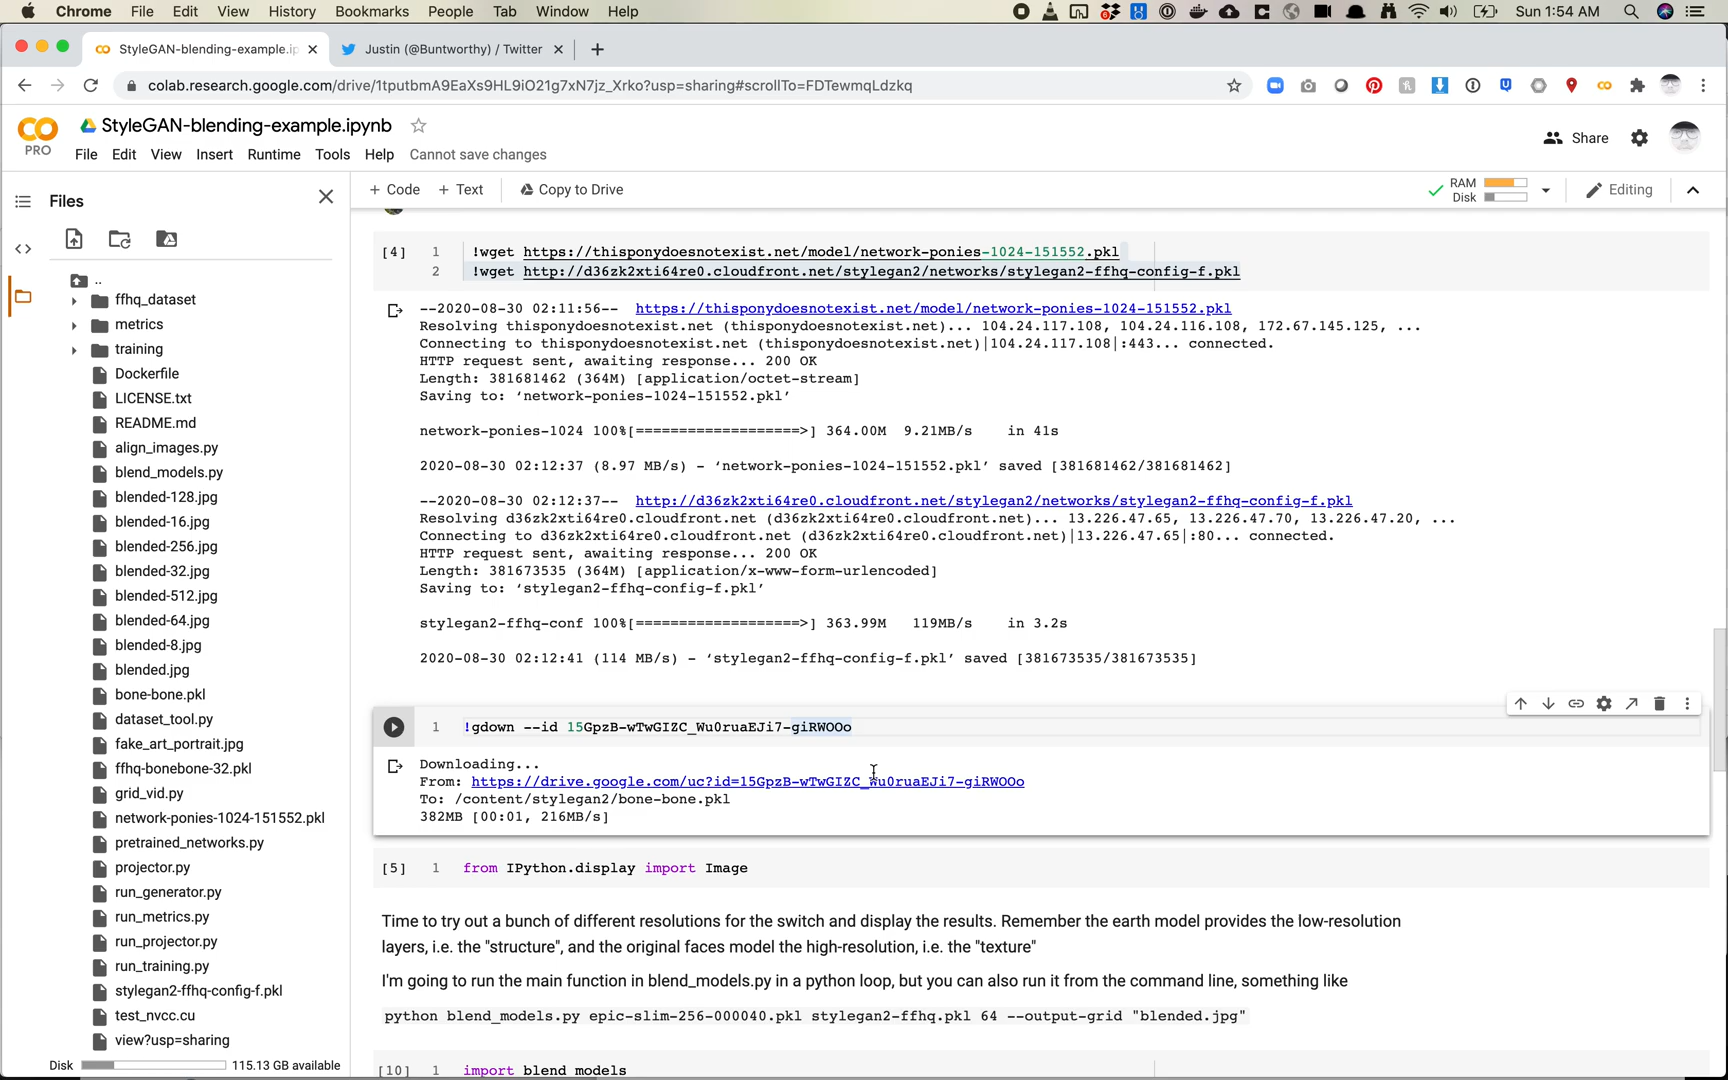 Chrome File Edit View History Bookmarks People Tab Window Help Sun 1:54 AM
StyleGAN-blending-example.ip Justin (@Buntworthy) / Twitter
colab.research.google.com/drive/1tputbmA9EaXs9HL9iO21g7xN7jz_Xrko?usp=sharing#scrollTo=FDTewmqLdzkq
StyleGAN-blending-example.ipynb
PRO
File Edit View Insert Runtime Tools Help Cannot save changes
Share
Files
+ Code + Text Copy to Drive
RAM
Disk
Editing
..
ffhq_dataset
metrics
training
Dockerfile
LICENSE.txt
README.md
align_images.py
blend_models.py
blended-128.jpg
blended-16.jpg
blended-256.jpg
blended-32.jpg
blended-512.jpg
blended-64.jpg
blended-8.jpg
blended.jpg
bone-bone.pkl
dataset_tool.py
fake_art_portrait.jpg
ffhq-bonebone-32.pkl
grid_vid.py
network-ponies-1024-151552.pkl
pretrained_networks.py
projector.py
run_generator.py
run_metrics.py
run_projector.py
run_training.py
stylegan2-ffhq-config-f.pkl
test_nvcc.cu
view?usp=sharing
Disk 115.13 GB available
[4] 1 !wget https://thisponydoesnotexist.net/model/network-ponies-1024-151552.pkl
2 !wget http://d36zk2xti64re0.cloudfront.net/stylegan2/networks/stylegan2-ffhq-config-f.pkl
--2020-08-30 02:11:56-- https://thisponydoesnotexist.net/model/network-ponies-1024-151552.pkl
Resolving thisponydoesnotexist.net (thisponydoesnotexist.net)... 104.24.117.108, 104.24.116.108, 172.67.145.125, ...
Connecting to thisponydoesnotexist.net (thisponydoesnotexist.net)|104.24.117.108|:443... connected.
HTTP request sent, awaiting response... 200 OK
Length: 381681462 (364M) [application/octet-stream]
Saving to: ‘network-ponies-1024-151552.pkl’
network-ponies-1024 100%[===================>] 364.00M 9.21MB/s in 41s
2020-08-30 02:12:37 (8.97 MB/s) - ‘network-ponies-1024-151552.pkl’ saved [381681462/381681462]
--2020-08-30 02:12:37-- http://d36zk2xti64re0.cloudfront.net/stylegan2/networks/stylegan2-ffhq-config-f.pkl
Resolving d36zk2xti64re0.cloudfront.net (d36zk2xti64re0.cloudfront.net)... 13.226.47.65, 13.226.47.70, 13.226.47.20, ...
Connecting to d36zk2xti64re0.cloudfront.net (d36zk2xti64re0.cloudfront.net)|13.226.47.65|:80... connected.
HTTP request sent, awaiting response... 200 OK
Length: 381673535 (364M) [application/x-www-form-urlencoded]
Saving to: ‘stylegan2-ffhq-config-f.pkl’
stylegan2-ffhq-conf 100%[===================>] 363.99M 119MB/s in 3.2s
2020-08-30 02:12:41 (114 MB/s) - ‘stylegan2-ffhq-config-f.pkl’ saved [381673535/381673535]
1 !gdown --id 15GpzB-wTwGIZC_Wu0ruaEJi7-giRWOOo
Downloading...
From: https://drive.google.com/uc?id=15GpzB-wTwGIZC_Wu0ruaEJi7-giRWOOo
To: /content/stylegan2/bone-bone.pkl
382MB [00:01, 216MB/s]
[5] 1 from IPython.display import Image
Time to try out a bunch of different resolutions for the switch and display the results. Remember the earth model provides the low-resolution
layers, i.e. the "structure", and the original faces model the high-resolution, i.e. the "texture"
I'm going to run the main function in blend_models.py in a python loop, but you can also run it from the command line, something like
python blend_models.py epic-slim-256-000040.pkl stylegan2-ffhq.pkl 64 --output-grid "blended.jpg"
[10] 1 import blend_models